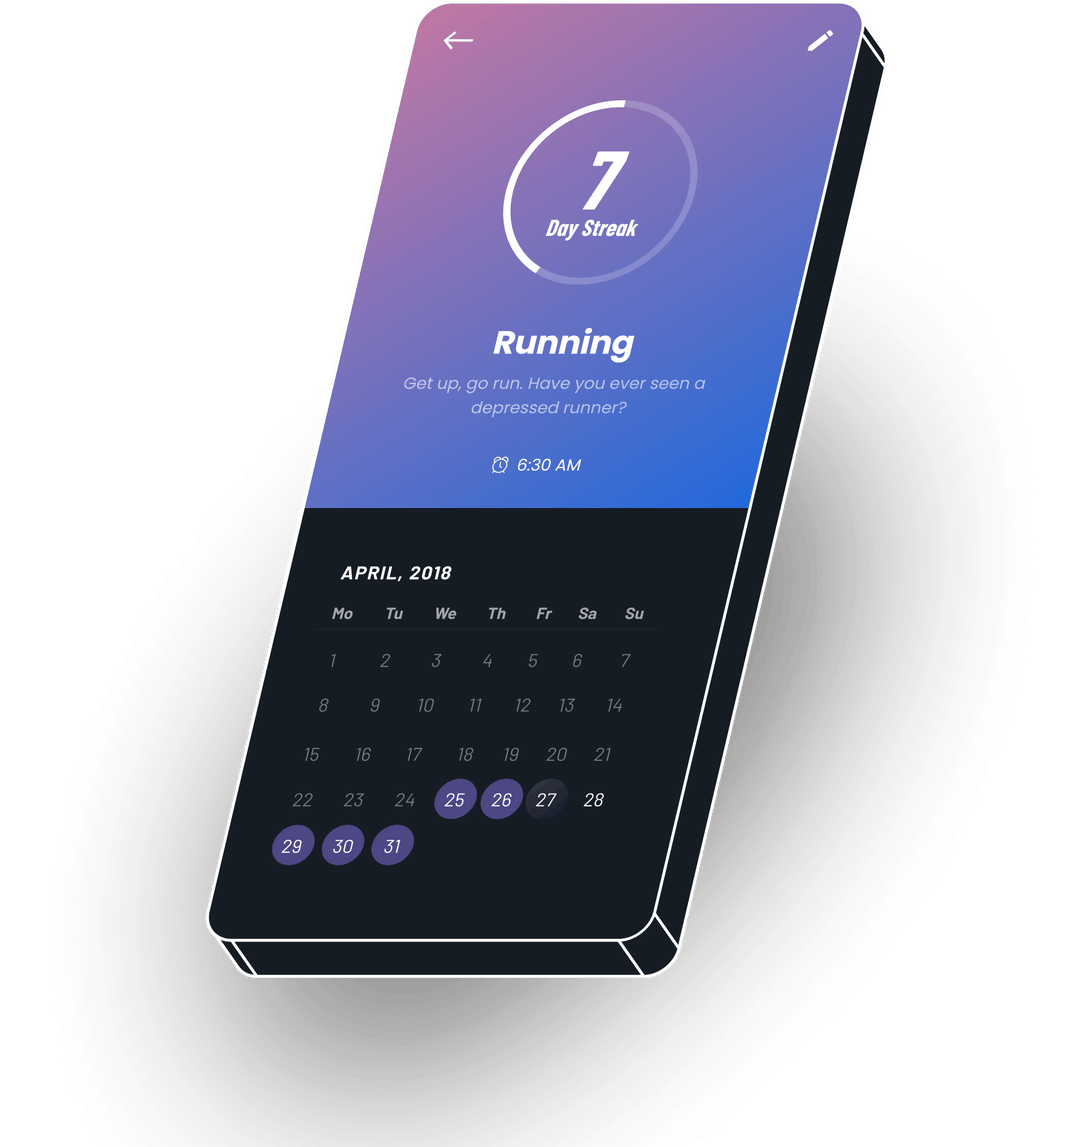 7
Day Streak
Running
Get up, go run. Have you ever seen a
depressed runner?
6:30 AM
APRIL, 2018
Mo Tu We Th Fr Sa Su
1 2 3 4 5 6 7
8 9 10 11 12 13 14
15 16 17 18 19 20 21
22 23 24 25 26 27 28
29 30 31